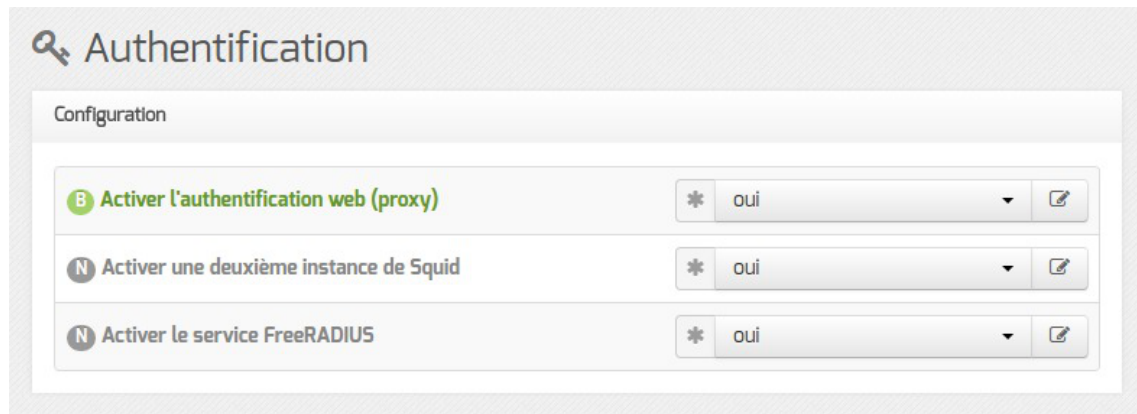 Authentification
Configuration
B Activer l'authentification web (proxy)
* oui
N Activer une deuxième instance de Squid
* oui
N Activer le service FreeRADIUS
* oui